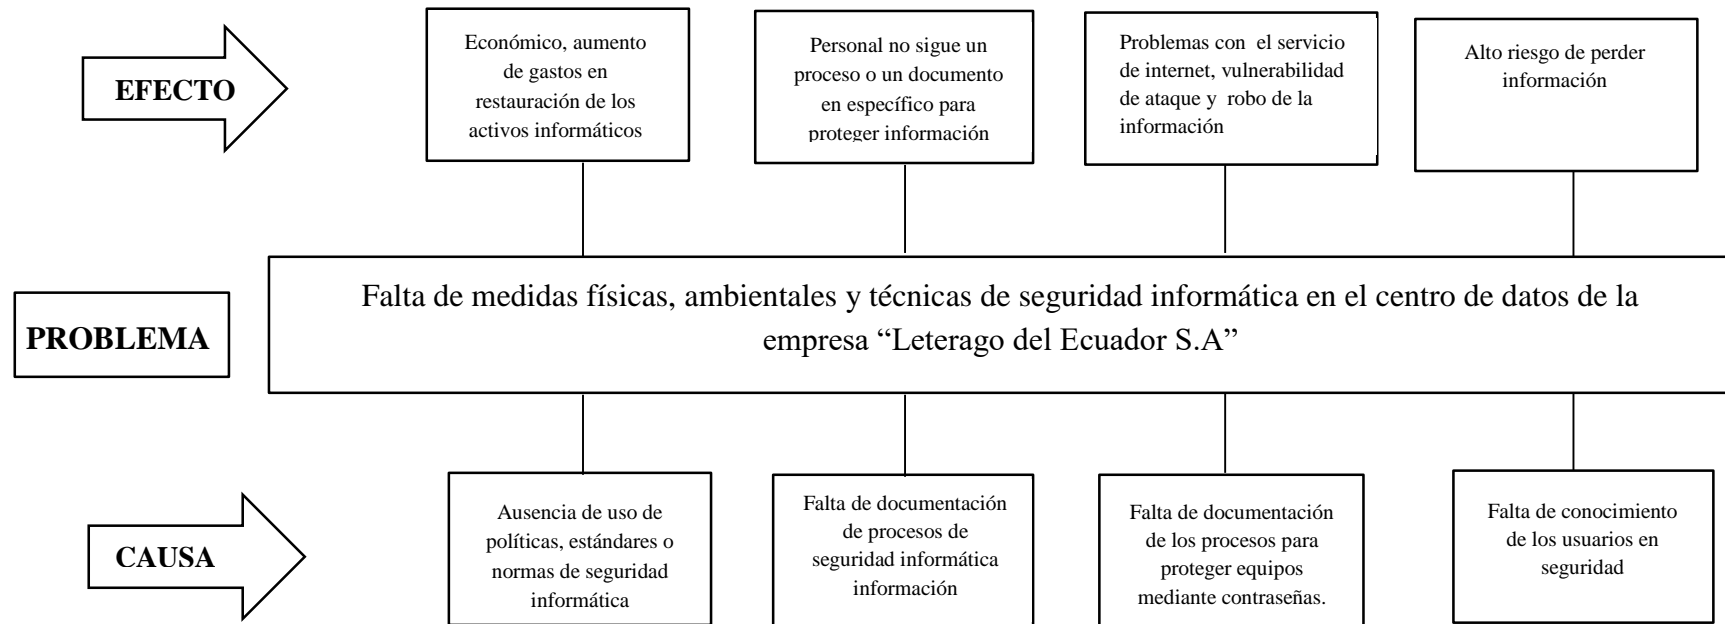 EFECTO
Económico, aumento
de gastos en
restauración de los
activos informáticos
Personal no sigue un
proceso o un documento
en específico para
proteger información
Problemas con el servicio
de internet, vulnerabilidad
de ataque y robo de la
información
Alto riesgo de perder
información
PROBLEMA
Falta de medidas físicas, ambientales y técnicas de seguridad informática en el centro de datos de la
empresa “Leterago del Ecuador S.A”
CAUSA
Ausencia de uso de
políticas, estándares o
normas de seguridad
informática
Falta de documentación
de procesos de
seguridad informática
información
Falta de documentación
de los procesos para
proteger equipos
mediante contraseñas.
Falta de conocimiento
de los usuarios en
seguridad